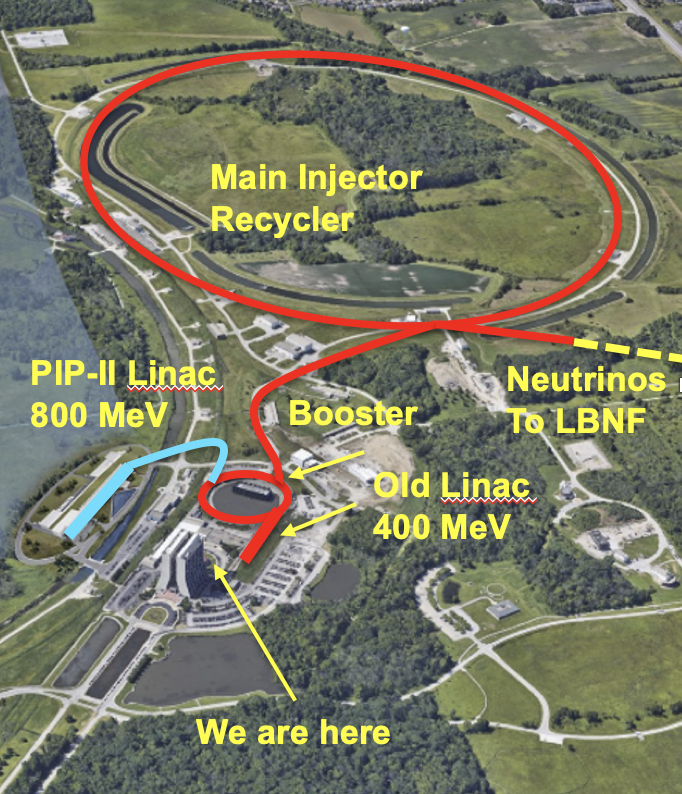 Main Injector
Recycler
PIP-II Linac
800 MeV
Booster
Neutrinos
To LBNF
Old Linac
400 MeV
We are here